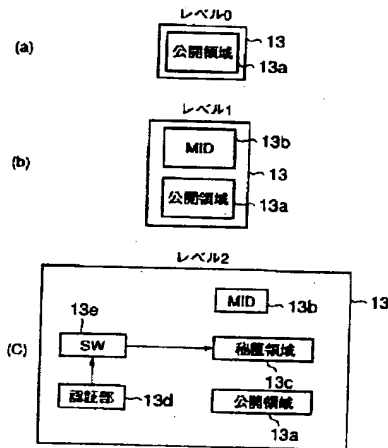 レベル0
(a)
公開領域
13
13a
レベル1
(b)
MID
13b
13
公開領域
13a
レベル2
(C)
MID
13b
13
13e
SW
秘匿領域
13c
認証部
13d
公開領域
13a